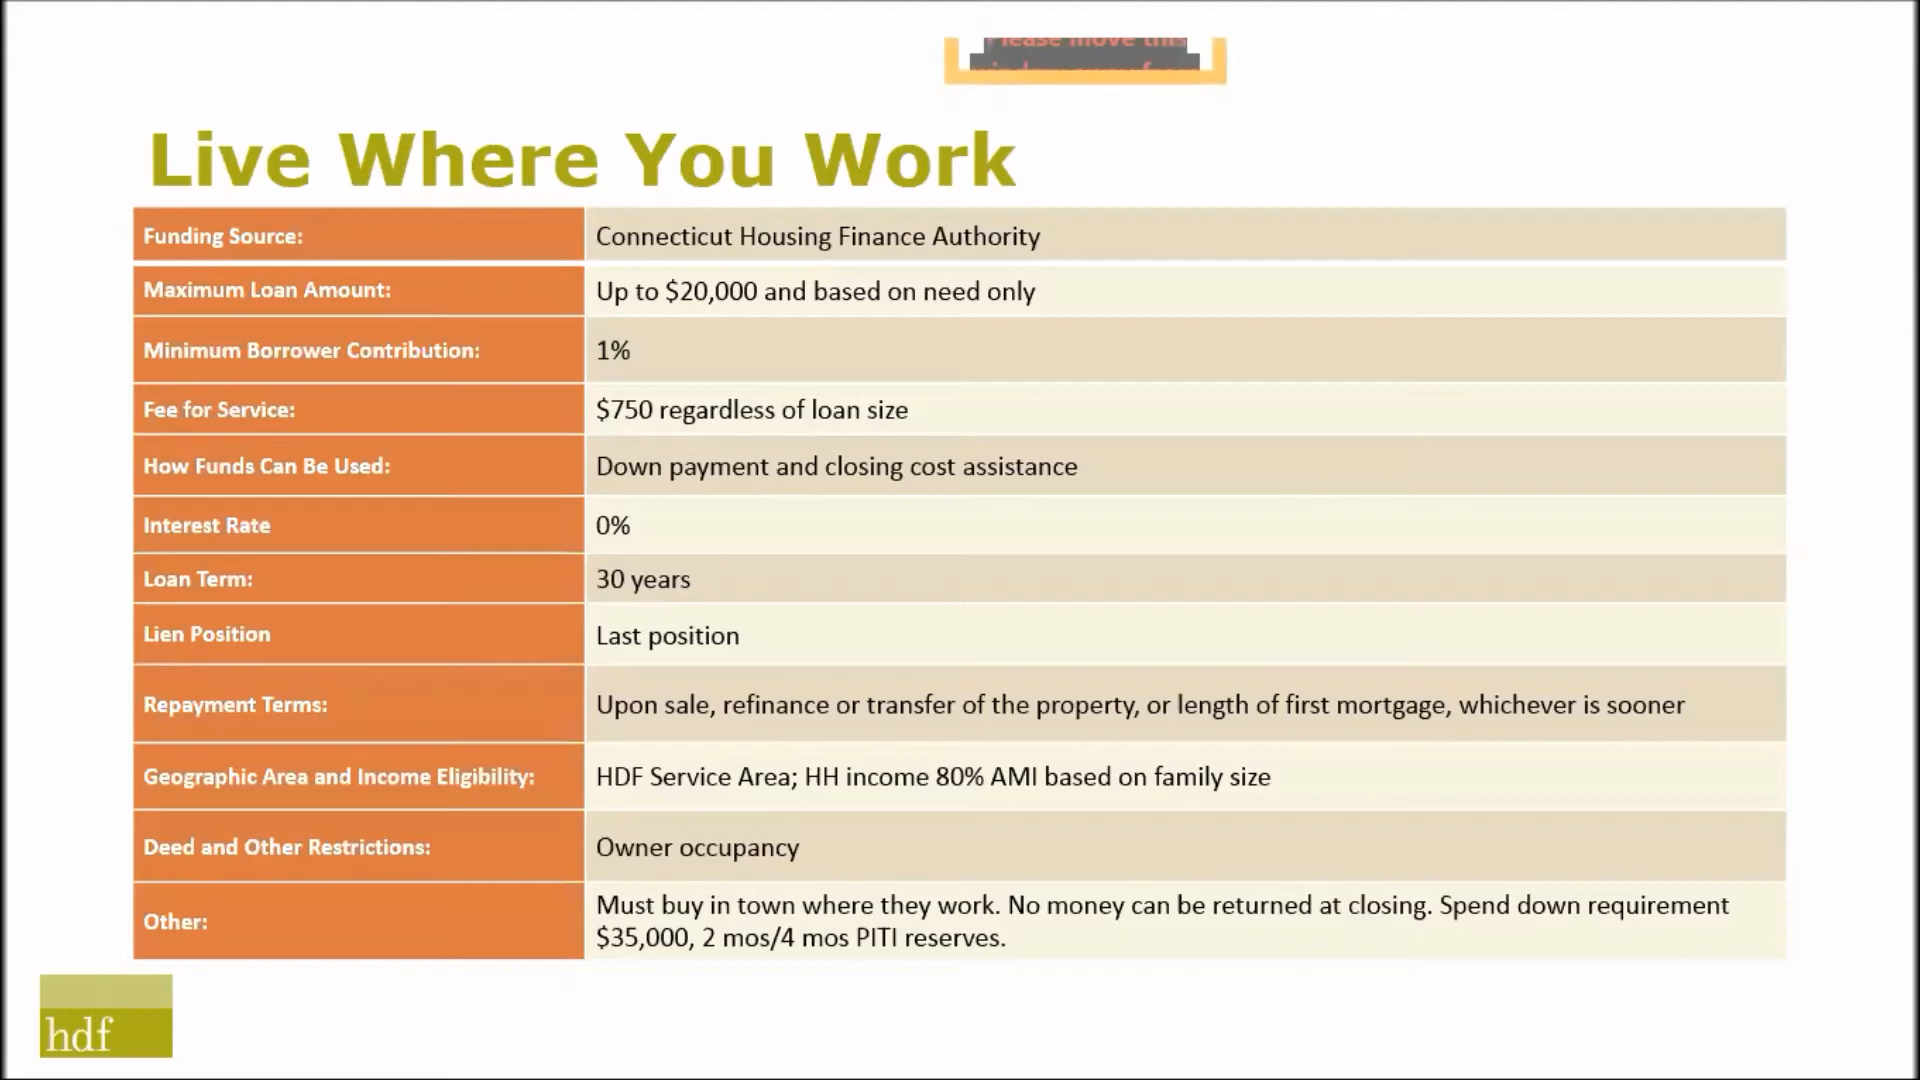 Please move this
Live Where You Work
Funding Source:
Connecticut Housing Finance Authority
Maximum Loan Amount:
Up to $20,000 and based on need only
Minimum Borrower Contribution:
1%
Fee for Service:
$750 regardless of loan size
How Funds Can Be Used:
Down payment and closing cost assistance
Interest Rate
0%
Loan Term:
30 years
Lien Position
Last position
Repayment Terms:
Upon sale, refinance or transfer of the property, or length of first mortgage, whichever is sooner
Geographic Area and Income Eligibility:
HDF Service Area; HH income 80% AMI based on family size
Deed and Other Restrictions:
Owner occupancy
Other:
Must buy in town where they work. No money can be returned at closing. Spend down requirement
$35,000, 2 mos/4 mos PITI reserves.
hdf